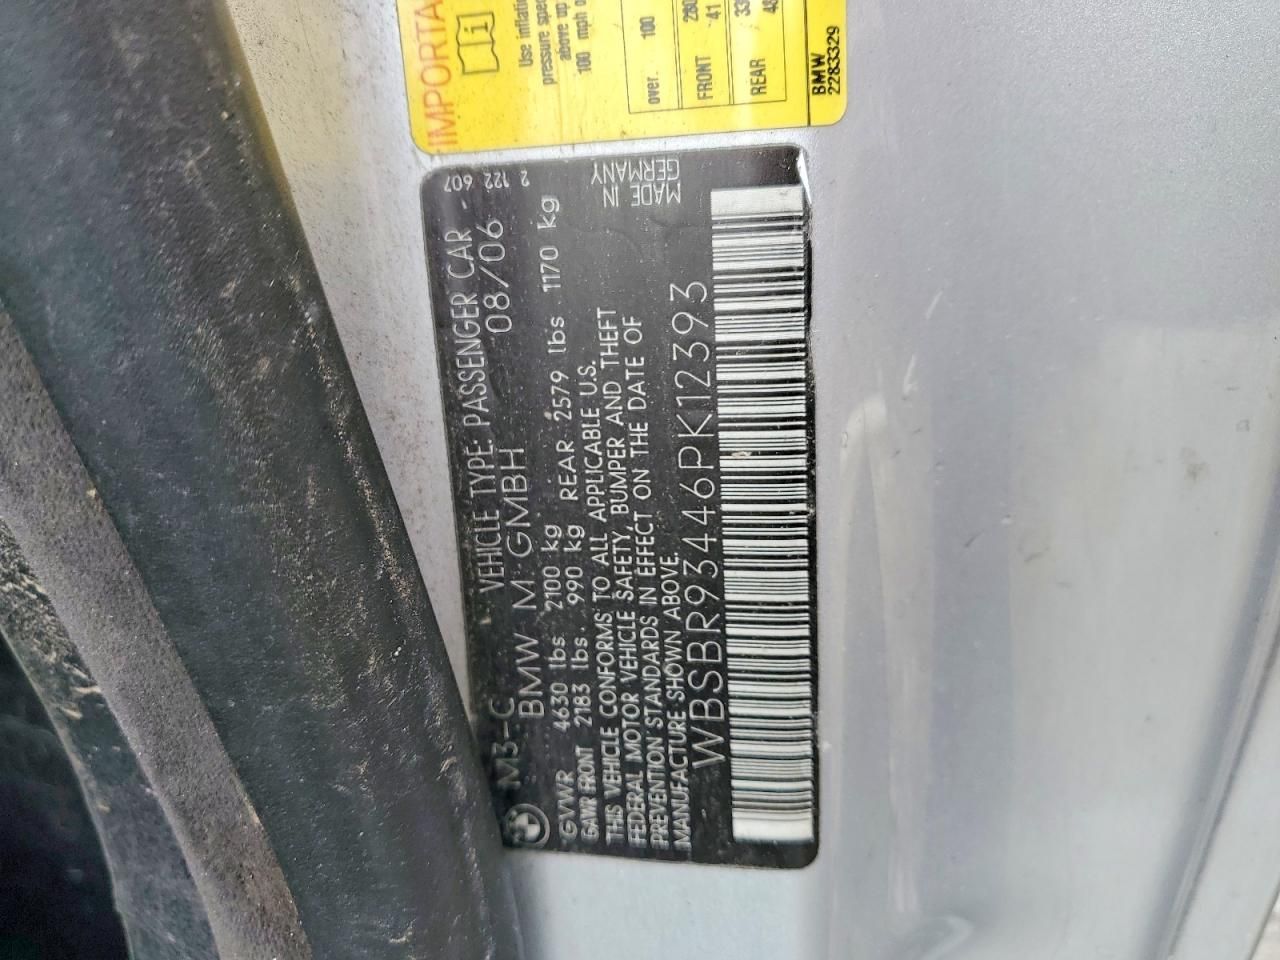 IMPORTA
Use inflatio
pressure spec
above up
100 mph o
over. 100
FRONT 41
REAR
BMW
2283329
M3-C VEHICLE TYPE: PASSENGER CAR
2 122 607
BMW M GMBH 08/06
GVWR 4630 lbs 2100 kg
GAWR FRONT 2183 lbs. 990 kg REAR 2579 lbs 1170 kg
THIS VEHICLE CONFORMS TO ALL APPLICABLE U.S.
FEDERAL MOTOR VEHICLE SAFETY, BUMPER AND THEFT
PREVENTION STANDARDS IN EFFECT ON THE DATE OF
MANUFACTURE SHOWN ABOVE.
MADE IN
GERMANY
WBSBR93446PK12393